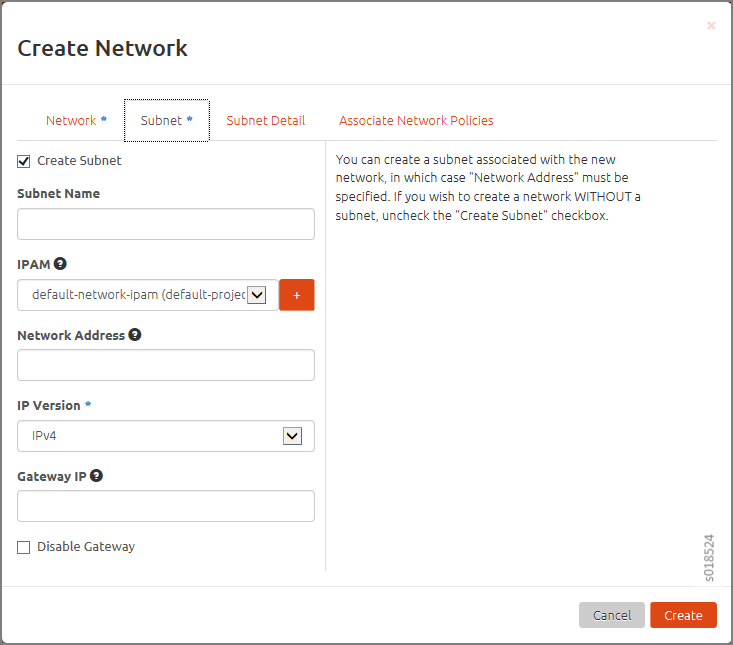 ×
Create Network
Network *
Subnet *
Subnet Detail
Associate Network Policies
Create Subnet
Subnet Name
IPAM ?
default-network-ipam (default-projec
+
Network Address ?
IP Version *
IPv4
Gateway IP ?
Disable Gateway
You can create a subnet associated with the new
network, in which case "Network Address" must be
specified. If you wish to create a network WITHOUT a
subnet, uncheck the "Create Subnet" checkbox.
s018524
Cancel
Create